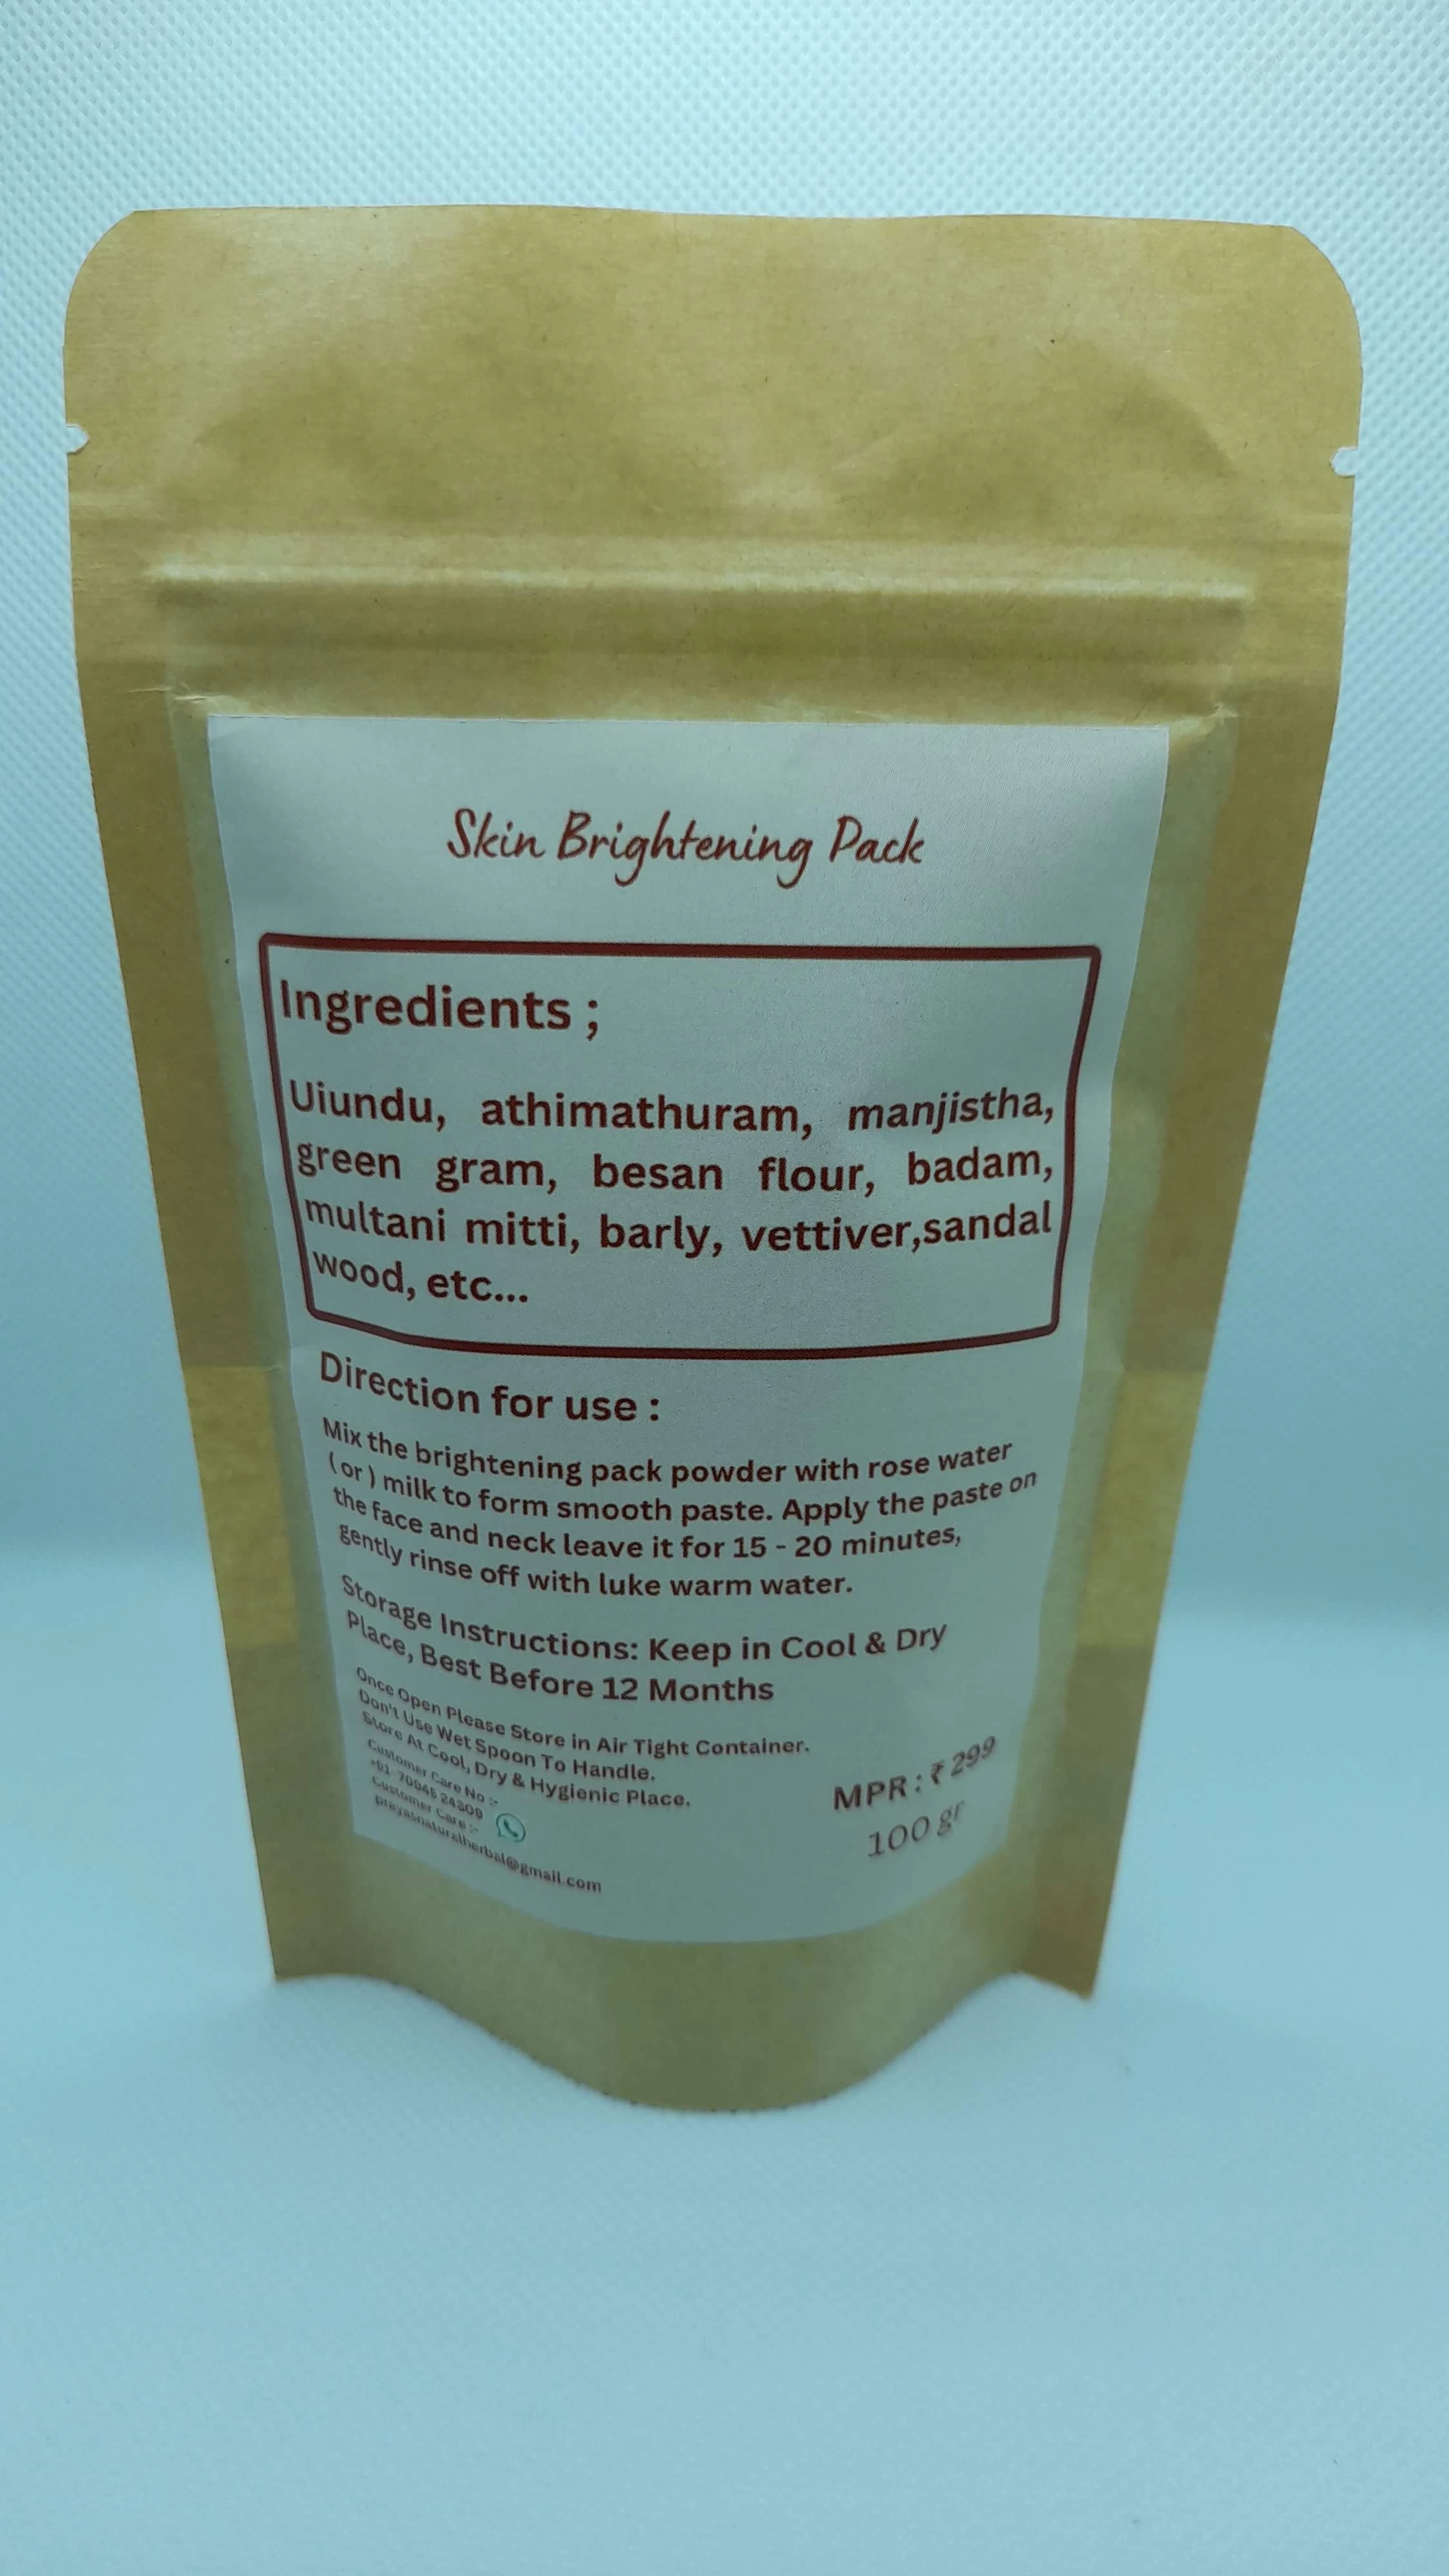 Skin Brightening Pack
Ingredients ;
Uiundu, athimathuram, manjistha,
green gram, besan flour, badam,
multani mitti, barly, vettiver,sandal
wood, etc...
Direction for use :
Mix the brightening pack powder with rose water
(or) milk to form smooth paste. Apply the paste on
the face and neck leave it for 15 - 20 minutes,
gently rinse off with luke warm water.
Storage Instructions: Keep in Cool & Dry
Place, Best Before 12 Months
Once Open Please Store in Air Tight Container.
Don't Use Wet Spoon To Handle.
Store At Cool, Dry & Hygienic Place.
Customer Care No :-
Customer Care :-
prayasnaturalherbal@gmail.com
MPR : ₹ 299
100 gr